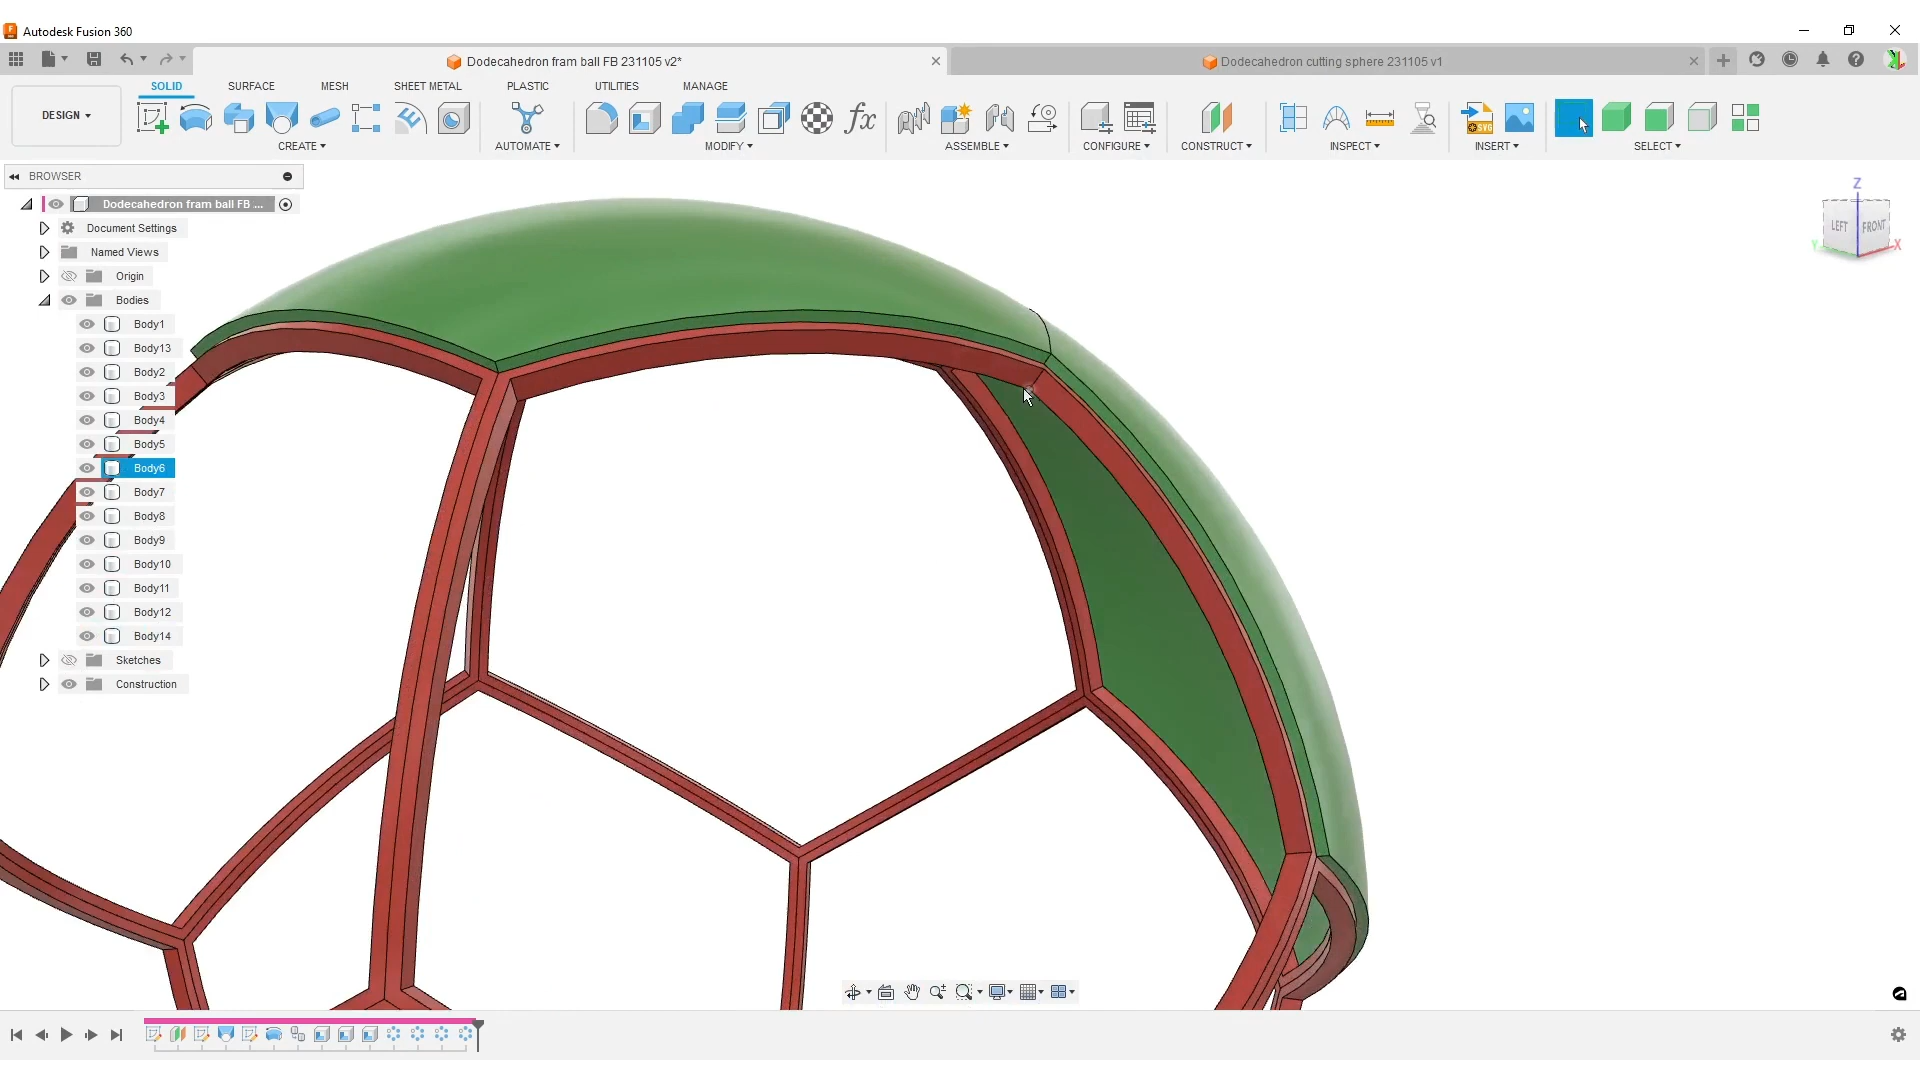 Autodesk Fusion 360
Dodecahedron fram ball FB 231105 v2*
Dodecahedron cutting sphere 231105 v1
SOLID SURFACE MESH SHEET METAL PLASTIC UTILITIES MANAGE
DESIGN
CREATE AUTOMATE MODIFY ASSEMBLE CONFIGURE CONSTRUCT INSPECT INSERT SELECT
fx
SVG
BROWSER
Dodecahedron fram ball FB ...
Document Settings
Named Views
Origin
Bodies
Body1
Body13
Body2
Body3
Body4
Body5
Body6
Body7
Body8
Body9
Body10
Body11
Body12
Body14
Sketches
Construction
Z
LEFT FRONT
Y X